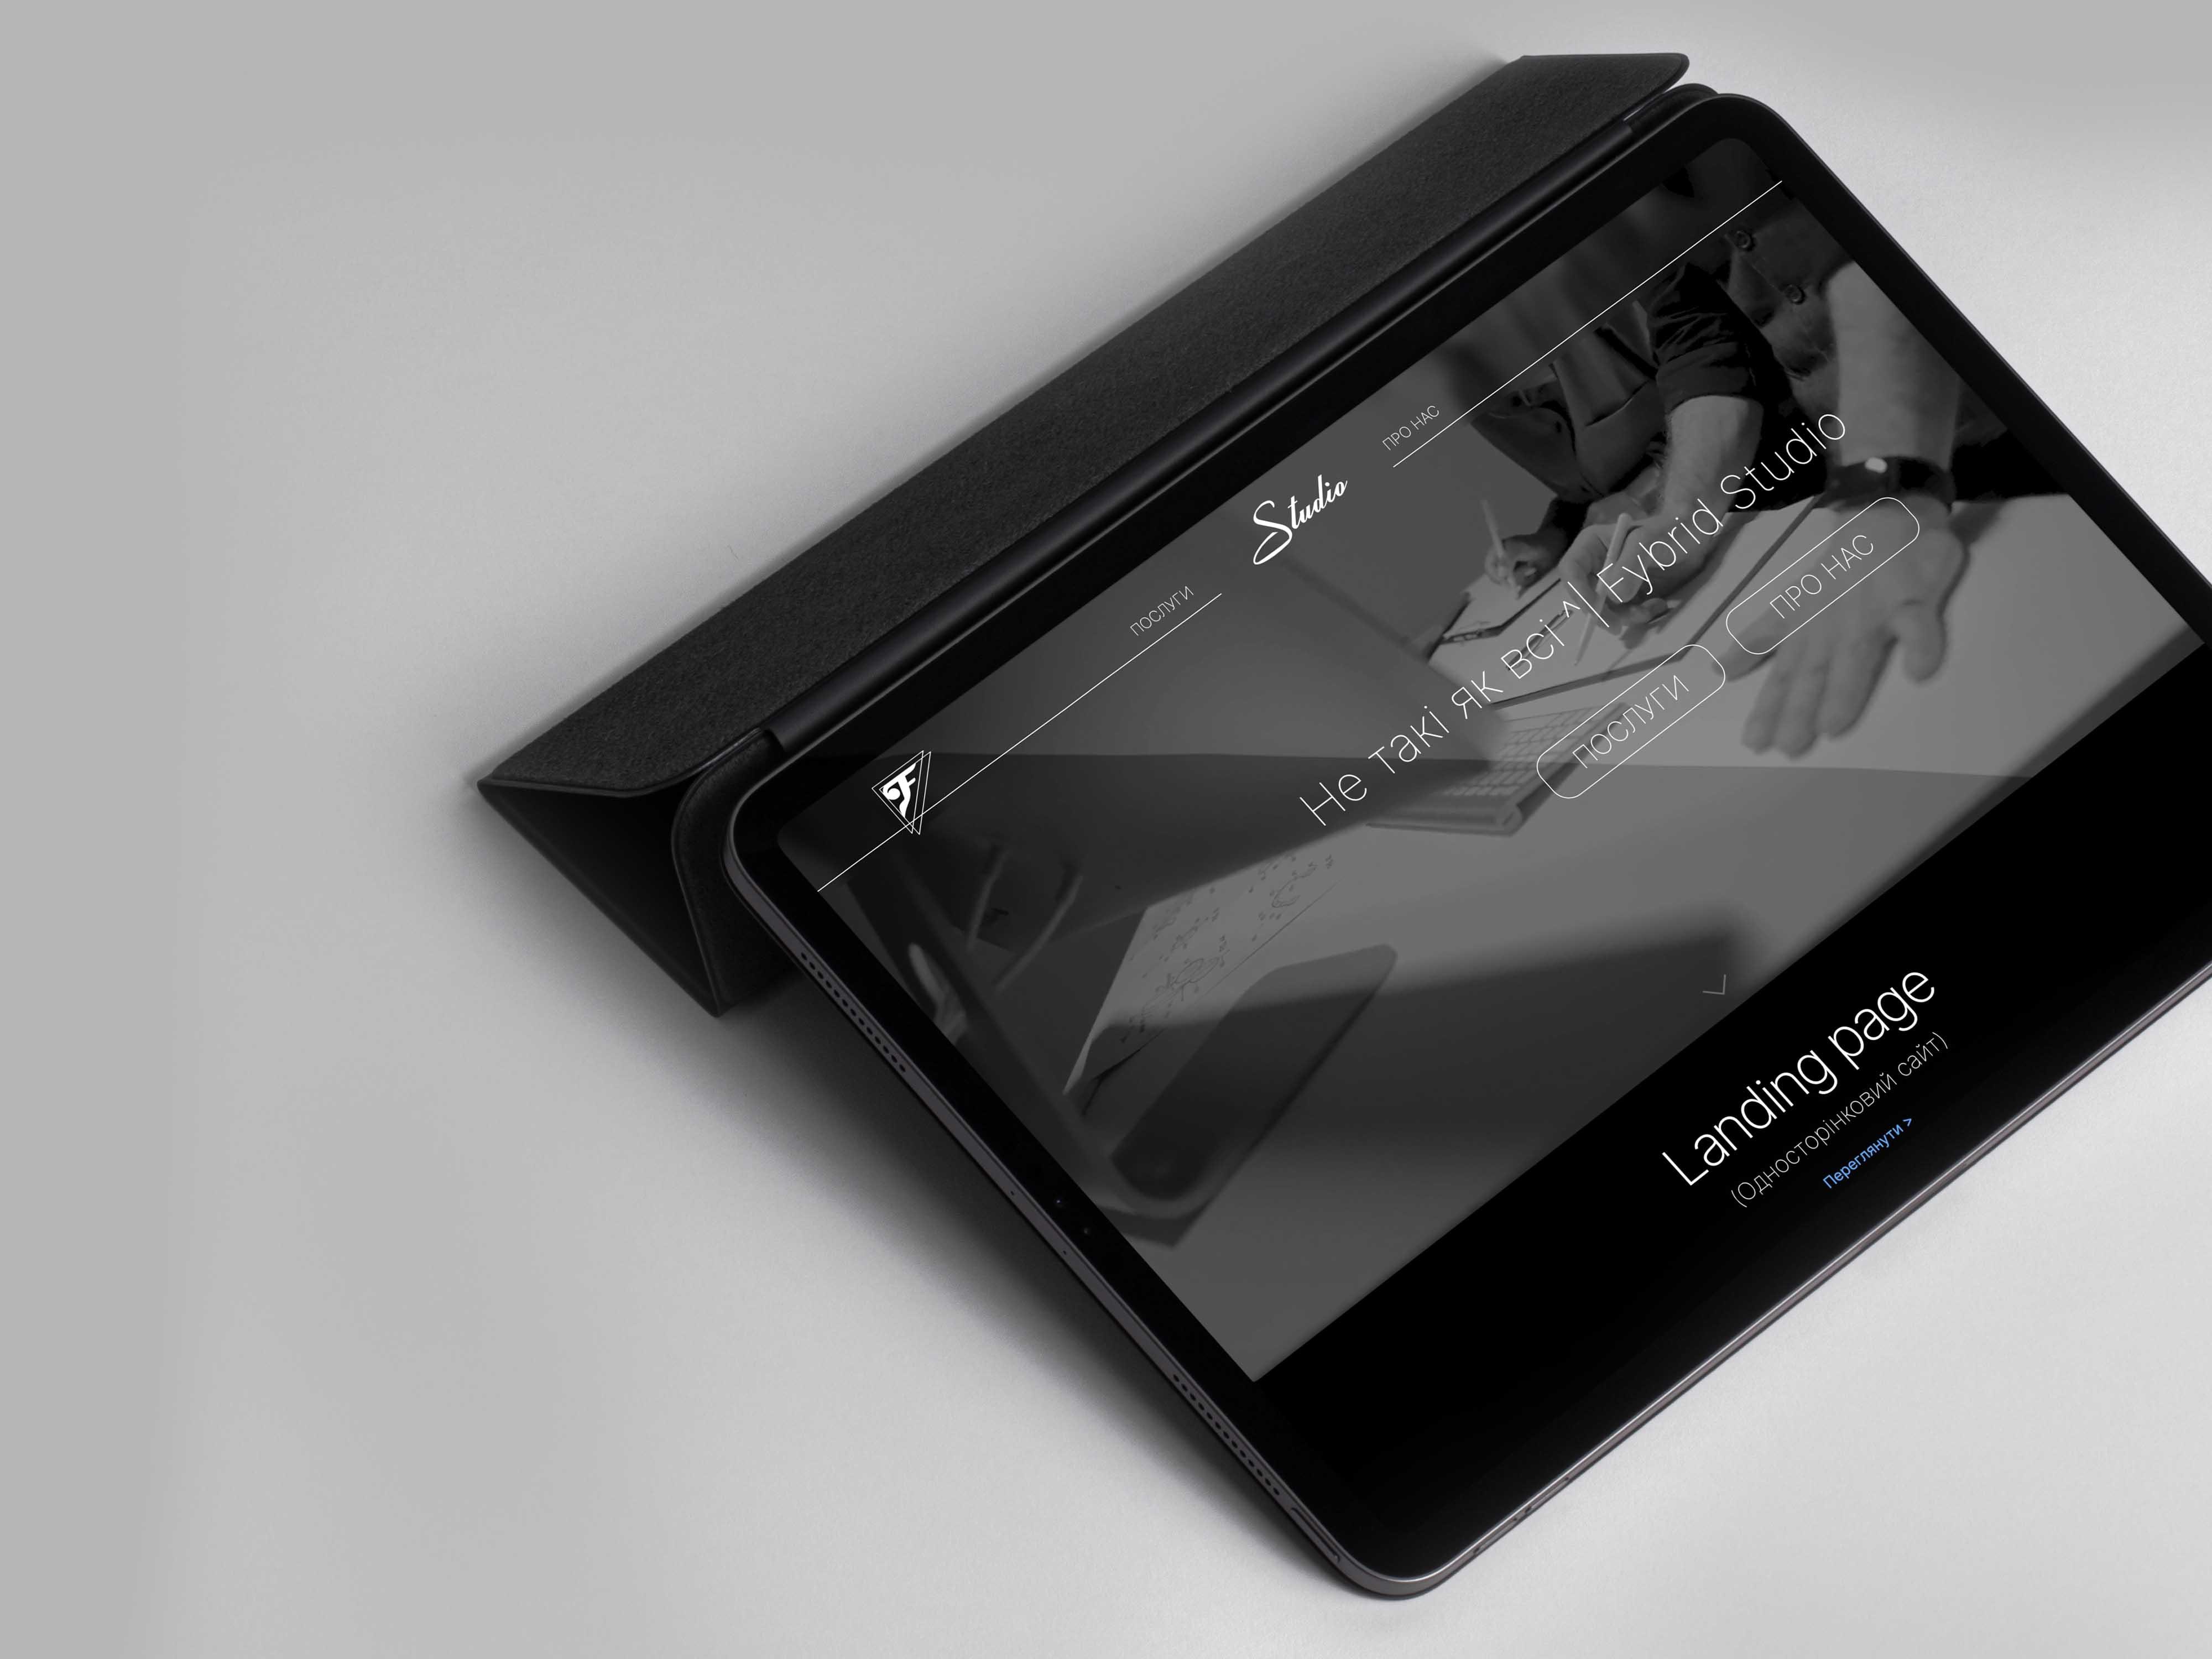 ПОСЛУГИ
Studio
ПРО НАС
Не такі як всі ^| Fybrid Studio
ПОСЛУГИ
ПРО НАС
Landing page
(Односторінковий сайт)
Переглянути >